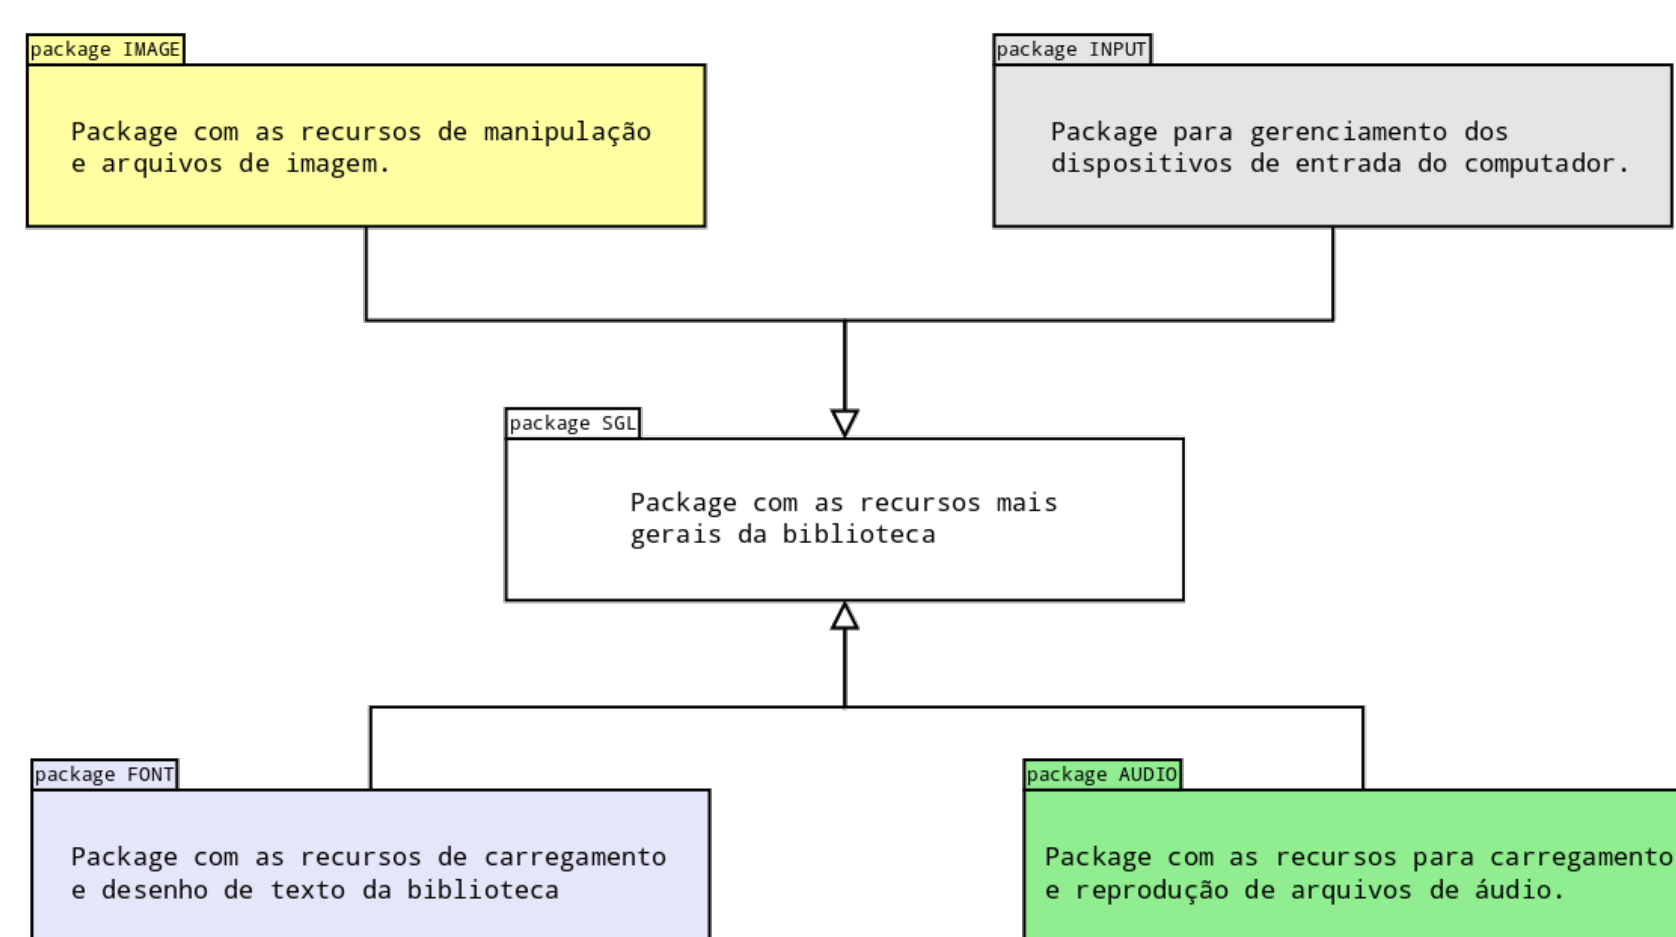 package IMAGE
Package com as recursos de manipulação
e arquivos de imagem.
package INPUT
Package para gerenciamento dos
dispositivos de entrada do computador.
package SGL
Package com as recursos mais
gerais da biblioteca
package FONT
Package com as recursos de carregamento
e desenho de texto da biblioteca
package AUDIO
Package com as recursos para carregamento
e reprodução de arquivos de áudio.